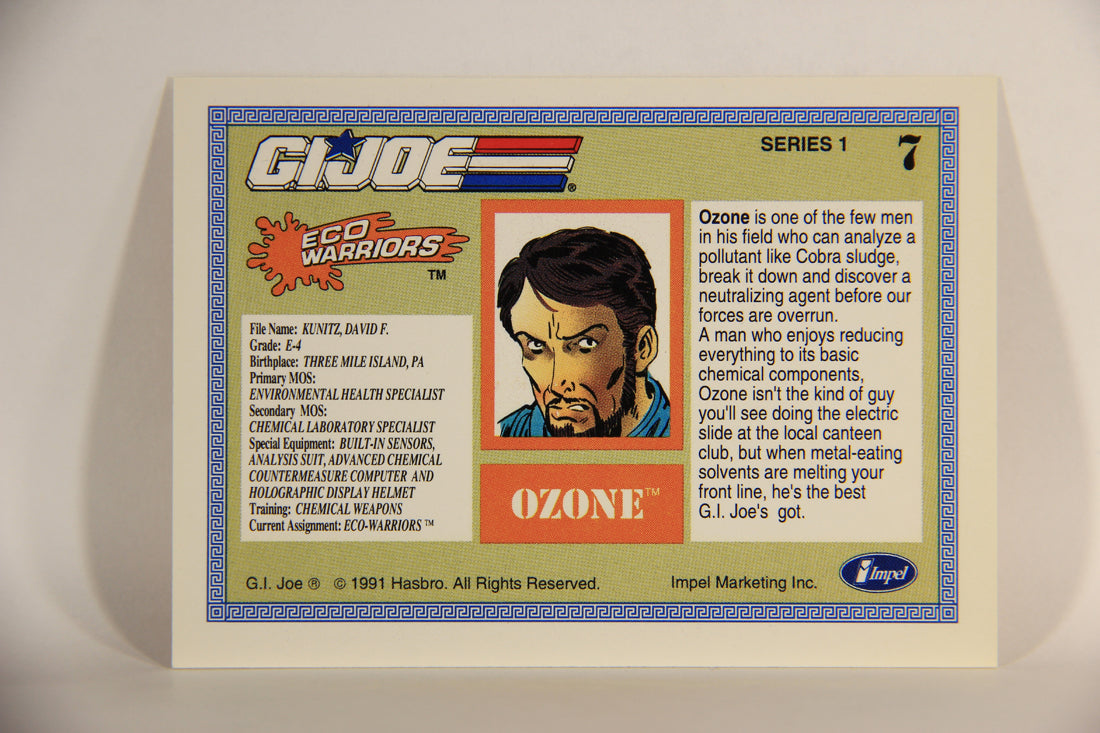 G.I. JOE ®
SERIES 1
7
ECO
WARRIORS
TM
File Name: KUNITZ, DAVID F.
Grade: E-4
Birthplace: THREE MILE ISLAND, PA
Primary MOS:
ENVIRONMENTAL HEALTH SPECIALIST
Secondary MOS:
CHEMICAL LABORATORY SPECIALIST
Special Equipment: BUILT-IN SENSORS,
ANALYSIS SUIT, ADVANCED CHEMICAL
COUNTERMEASURE COMPUTER AND
HOLOGRAPHIC DISPLAY HELMET
Training: CHEMICAL WEAPONS
Current Assignment: ECO-WARRIORS ™
OZONE™
Ozone is one of the few men
in his field who can analyze a
pollutant like Cobra sludge,
break it down and discover a
neutralizing agent before our
forces are overrun.
A man who enjoys reducing
everything to its basic
chemical components,
Ozone isn't the kind of guy
you'll see doing the electric
slide at the local canteen
club, but when metal-eating
solvents are melting your
front line, he's the best
G.I. Joe's got.
G.I. Joe ® © 1991 Hasbro. All Rights Reserved.
Impel Marketing Inc.
Impel